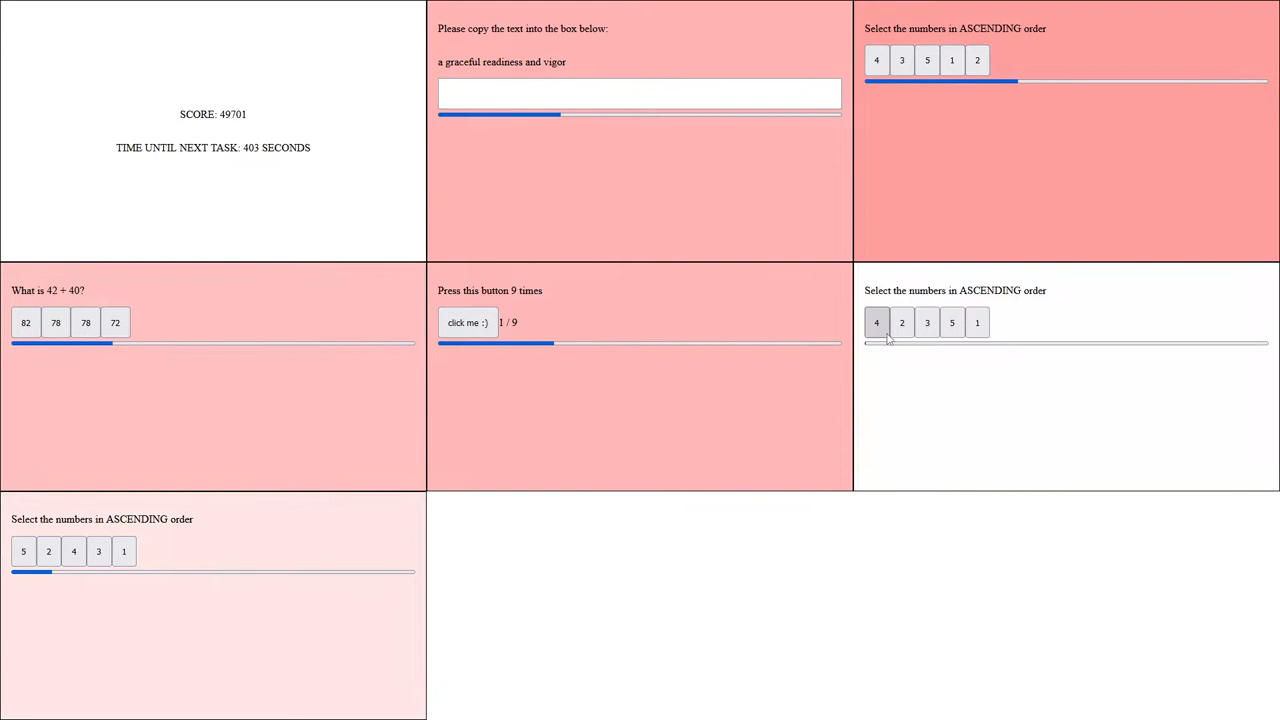 SCORE: 49701
TIME UNTIL NEXT TASK: 403 SECONDS
Please copy the text into the box below:
a graceful readiness and vigor
Select the numbers in ASCENDING order
4 3 5 1 2
What is 42 + 40?
82 78 78 72
Press this button 9 times
click me :) 1 / 9
Select the numbers in ASCENDING order
4 2 3 5 1
Select the numbers in ASCENDING order
5 2 4 3 1